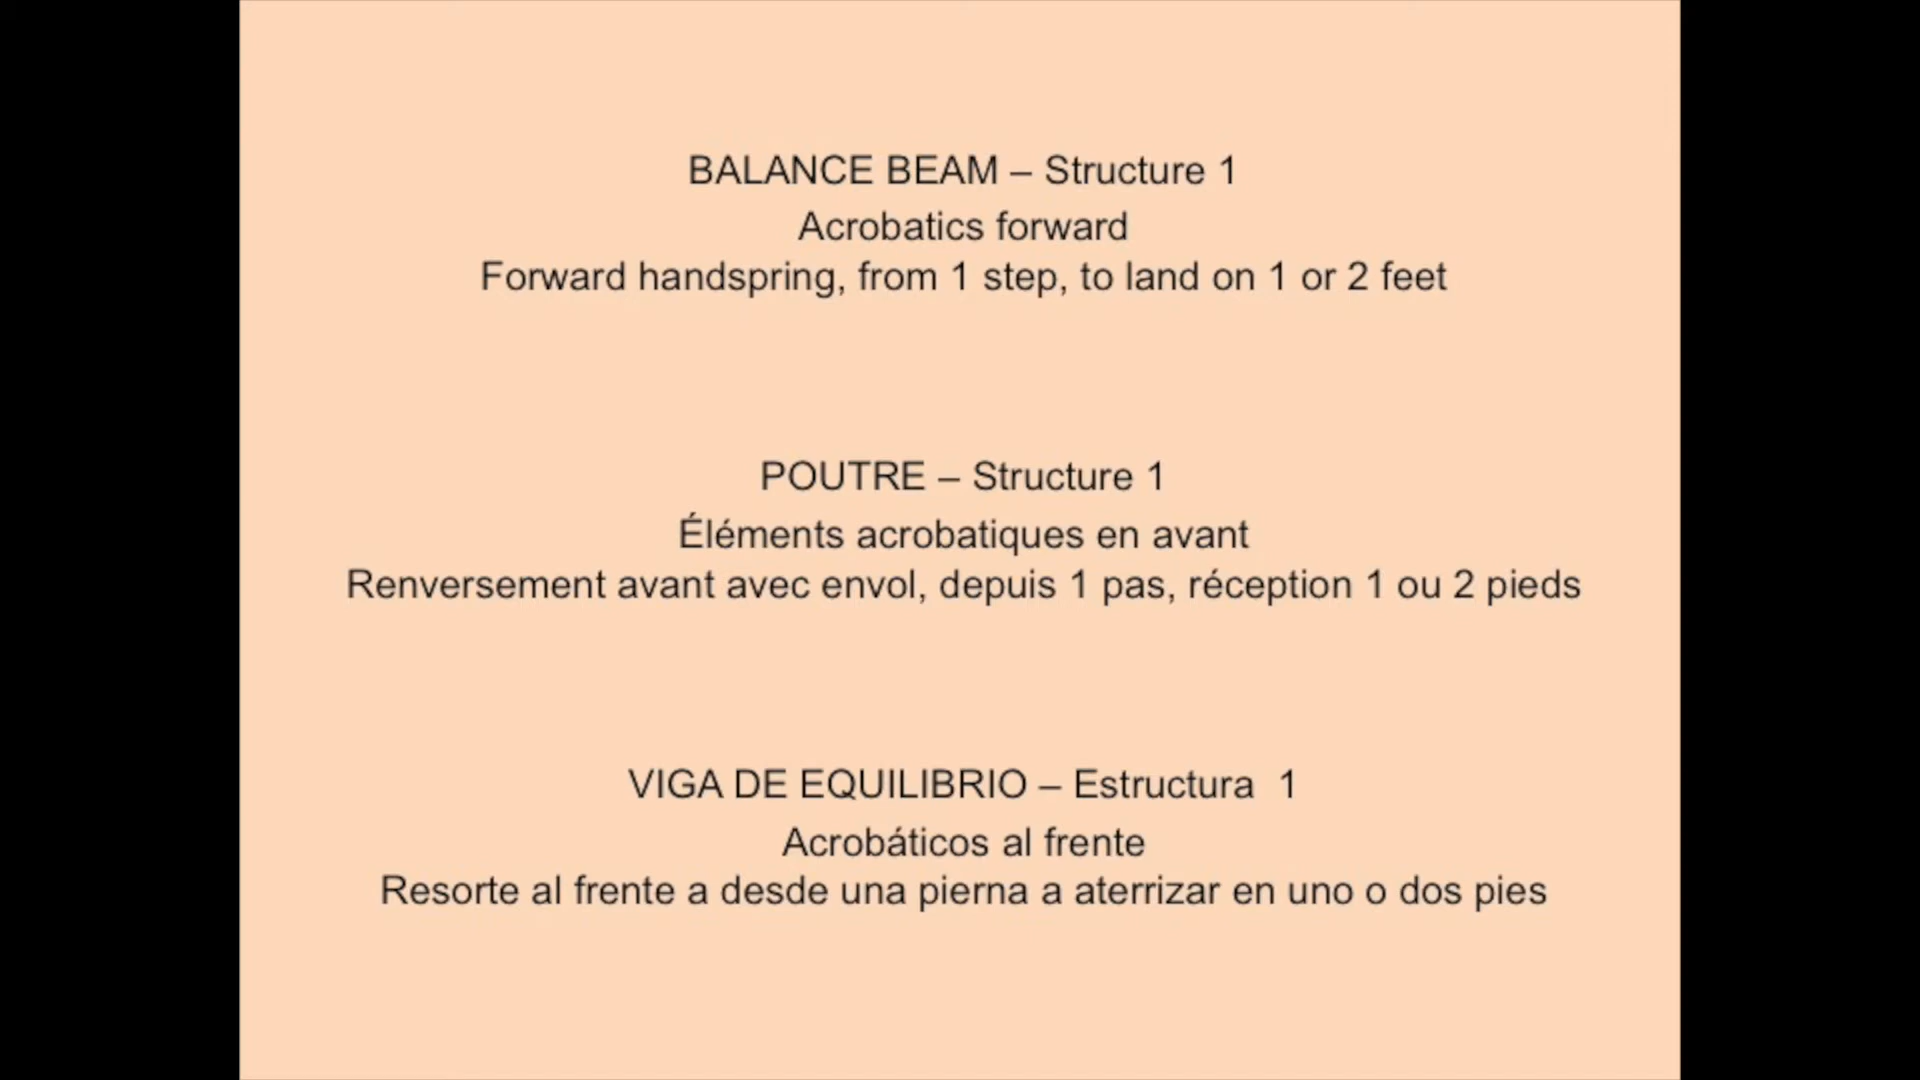 BALANCE BEAM – Structure 1
Acrobatics forward
Forward handspring, from 1 step, to land on 1 or 2 feet
POUTRE – Structure 1
Éléments acrobatiques en avant
Renversement avant avec envol, depuis 1 pas, réception 1 ou 2 pieds
VIGA DE EQUILIBRIO – Estructura  1
Acrobáticos al frente
Resorte al frente a desde una pierna a aterrizar en uno o dos pies